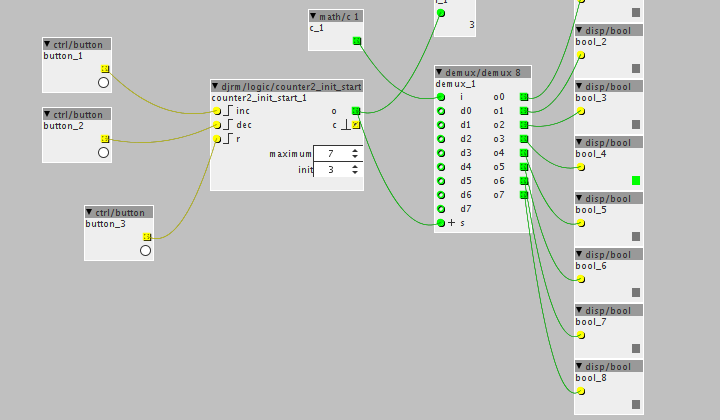 math/c 1
c_1
3
ctrl/button
button_1
ctrl/button
button_2
ctrl/button
button_3
djrm/logic/counter2_init_start
counter2_init_start_1
inc o
dec c
r
maximum 7
init 3
demux/demux 8
demux_1
i o0
d0 o1
d1 o2
d2 o3
d3 o4
d4 o5
d5 o6
d6 o7
d7
+ s
disp/bool
bool_2
disp/bool
bool_3
disp/bool
bool_4
disp/bool
bool_5
disp/bool
bool_6
disp/bool
bool_7
disp/bool
bool_8